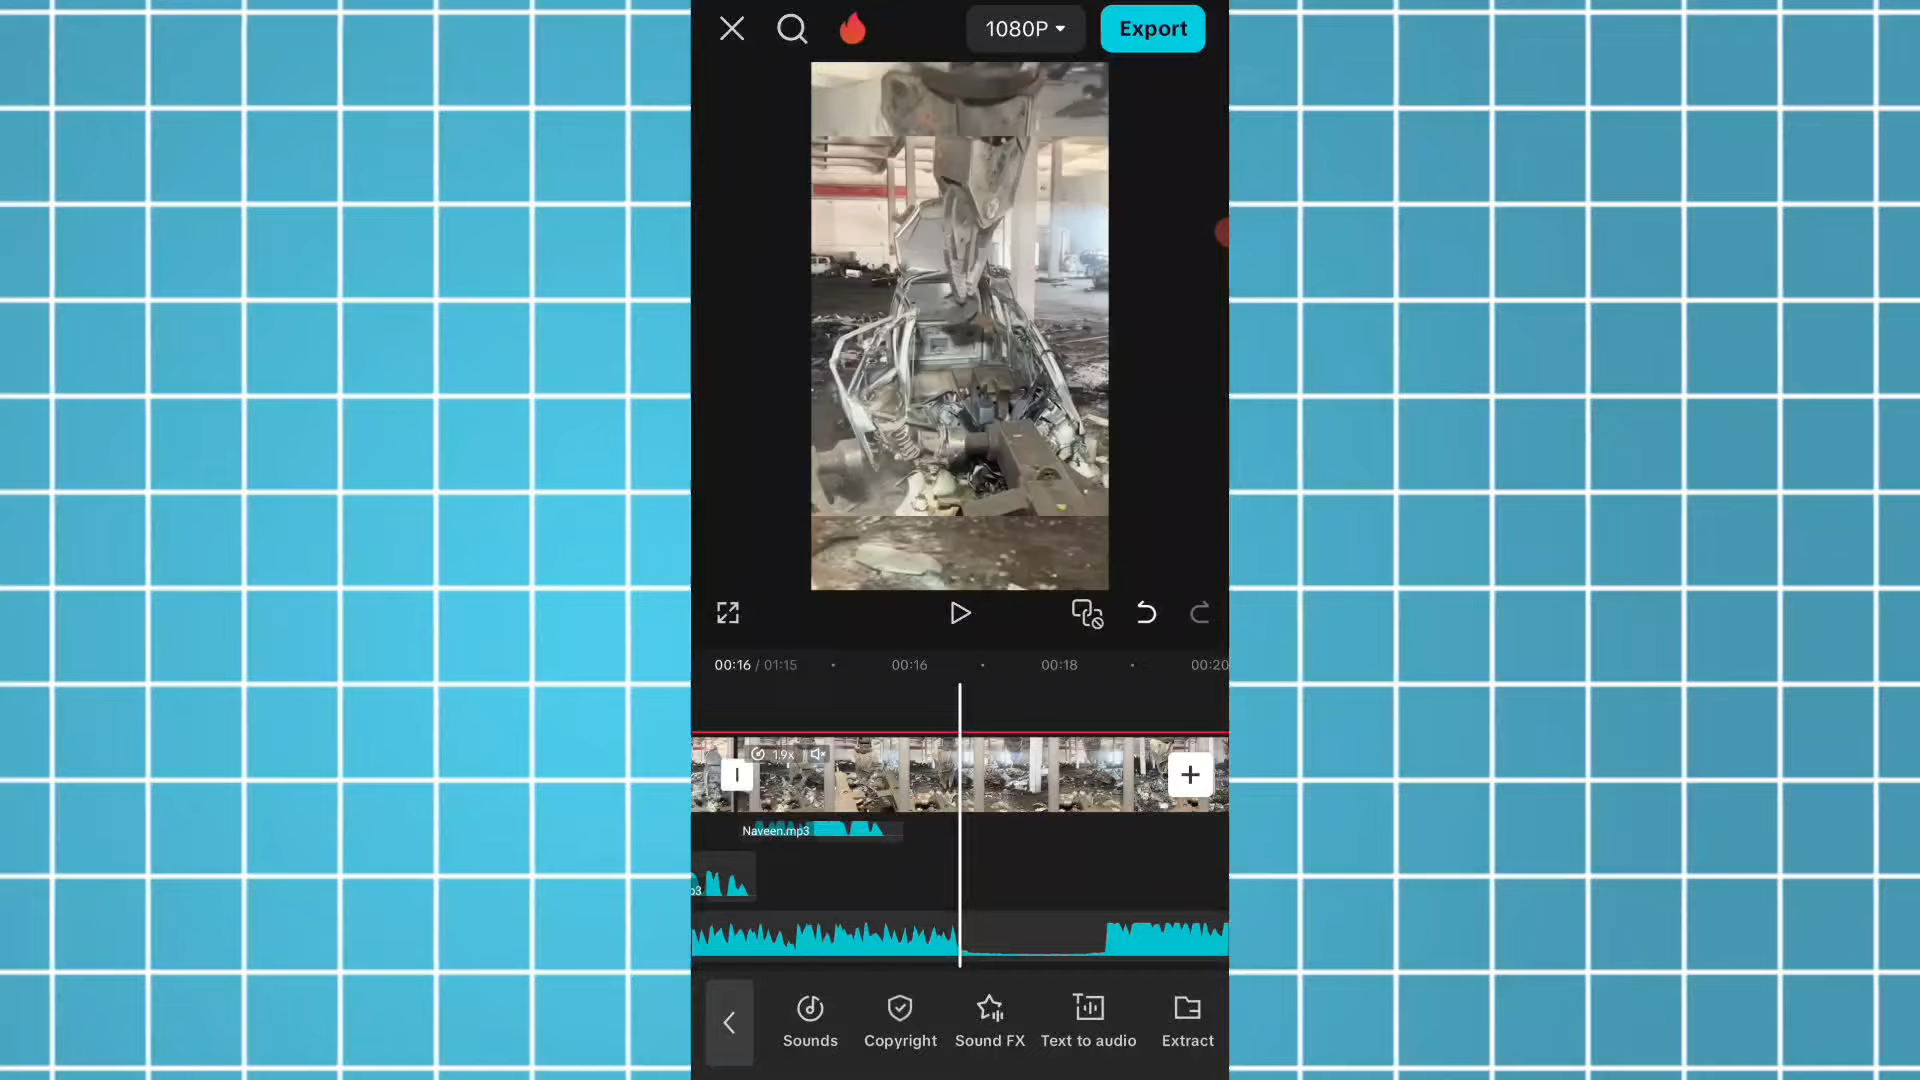 1080P
Export
00:16 / 01:15
00:16
00:18
00:20
1.9x
Naveen.mp3
p3
Sounds
Copyright
Sound FX
Text to audio
Extract